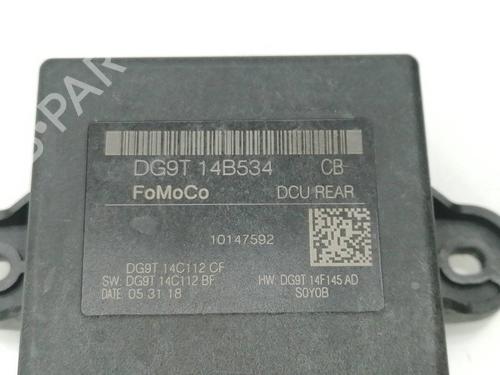 DG9T 14B534 CB
FoMoCo DCU REAR
10147592
DG9T 14C112 CF
SW: DG9T 14C112 BF HW: DG9T 14F145 AD
DATE: 05 31 18 S0Y0B